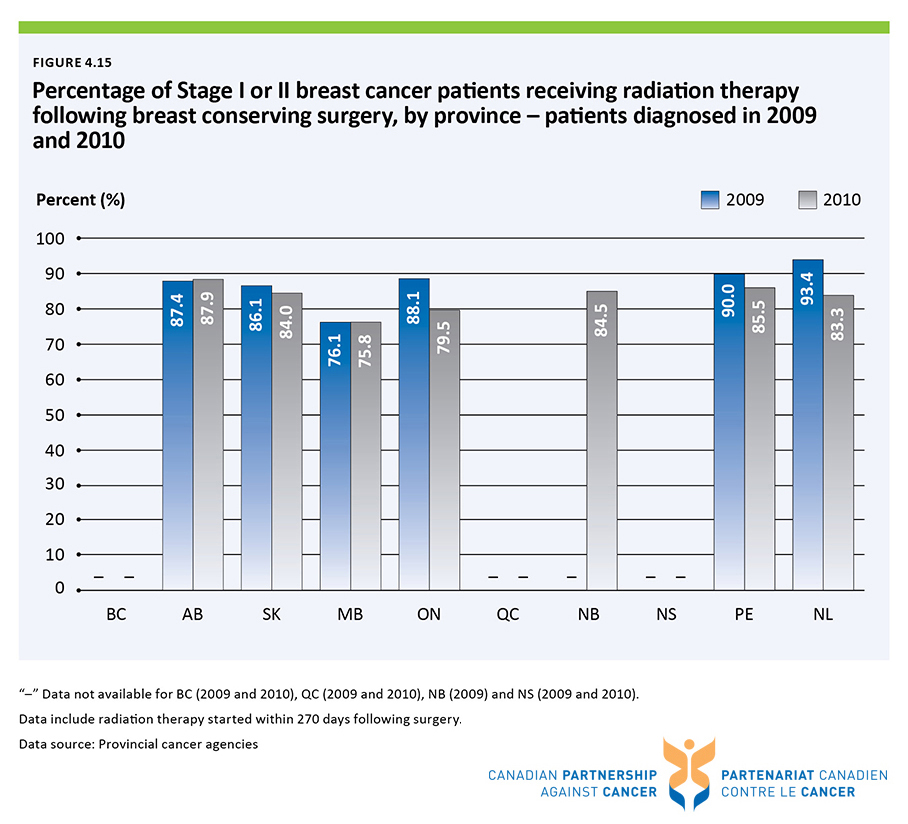 FIGURE 4.15
Percentage of Stage I or II breast cancer patients receiving radiation therapy
following breast conserving surgery, by province – patients diagnosed in 2009
and 2010
Percent (%)
2009 2010
100
90
80
70
60
50
40
30
20
10
0
– –
87.4 87.9
86.1 84.0
76.1 75.8
88.1 79.5
– –
– 84.5
– –
90.0 85.5
93.4 83.3
BC AB SK MB ON QC NB NS PE NL
“–” Data not available for BC (2009 and 2010), QC (2009 and 2010), NB (2009) and NS (2009 and 2010).
Data include radiation therapy started within 270 days following surgery.
Data source: Provincial cancer agencies
CANADIAN PARTNERSHIP
AGAINST CANCER
PARTENARIAT CANADIEN
CONTRE LE CANCER